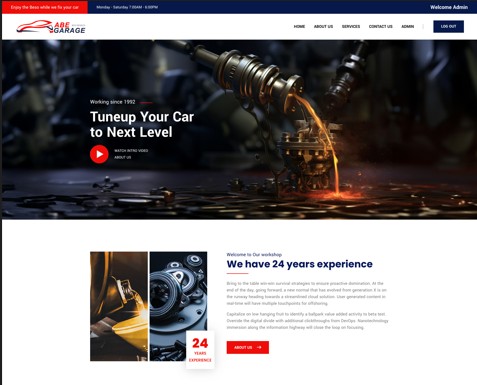 Enjoy the Beso while we fix your car
Monday - Saturday 7:00AM - 6:00PM
Welcome Admin
ABE
GARAGE
HOME
ABOUT US
SERVICES
CONTACT US
ADMIN
LOG OUT
Working since 1992
Tuneup Your Car
to Next Level
WATCH INTRO VIDEO
ABOUT US
24
YEARS
EXPERIENCE
Welcome to Our workshop
We have 24 years experience
Bring to the table win-win survival strategies to ensure proactive domination. At the
end of the day, going forward, a new normal that has evolved from generation X is on
the runway heading towards a streamlined cloud solution. User generated content in
real-time will have multiple touchpoints for offshoring.
Capitalize on low hanging fruit to identify a ballpark value added activity to beta test.
Override the digital divide with additional clickthroughs from DevOps. Nanotechnology
immersion along the information highway will close the loop on focusing.
ABOUT US